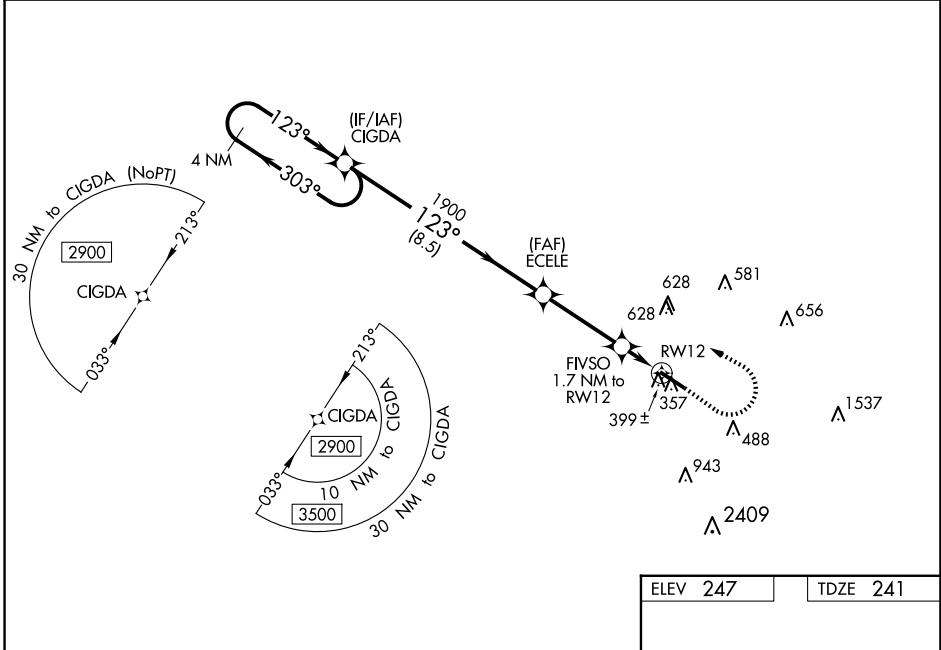 (IF/IAF)
CIGDA
123°
4 NM
303°
30 NM to CIGDA (NoPT)
2900
213°
CIGDA
033°
1900
123°
(8.5)
(FAF)
ECELE
628
581
628
656
RW12
FIVSO
1.7 NM to
RW12
357
399 ±
1537
488
943
2409
213°
CIGDA
2900
033°
10 NM to CIGDA
3500
30 NM to CIGDA
ELEV 247
TDZE 241